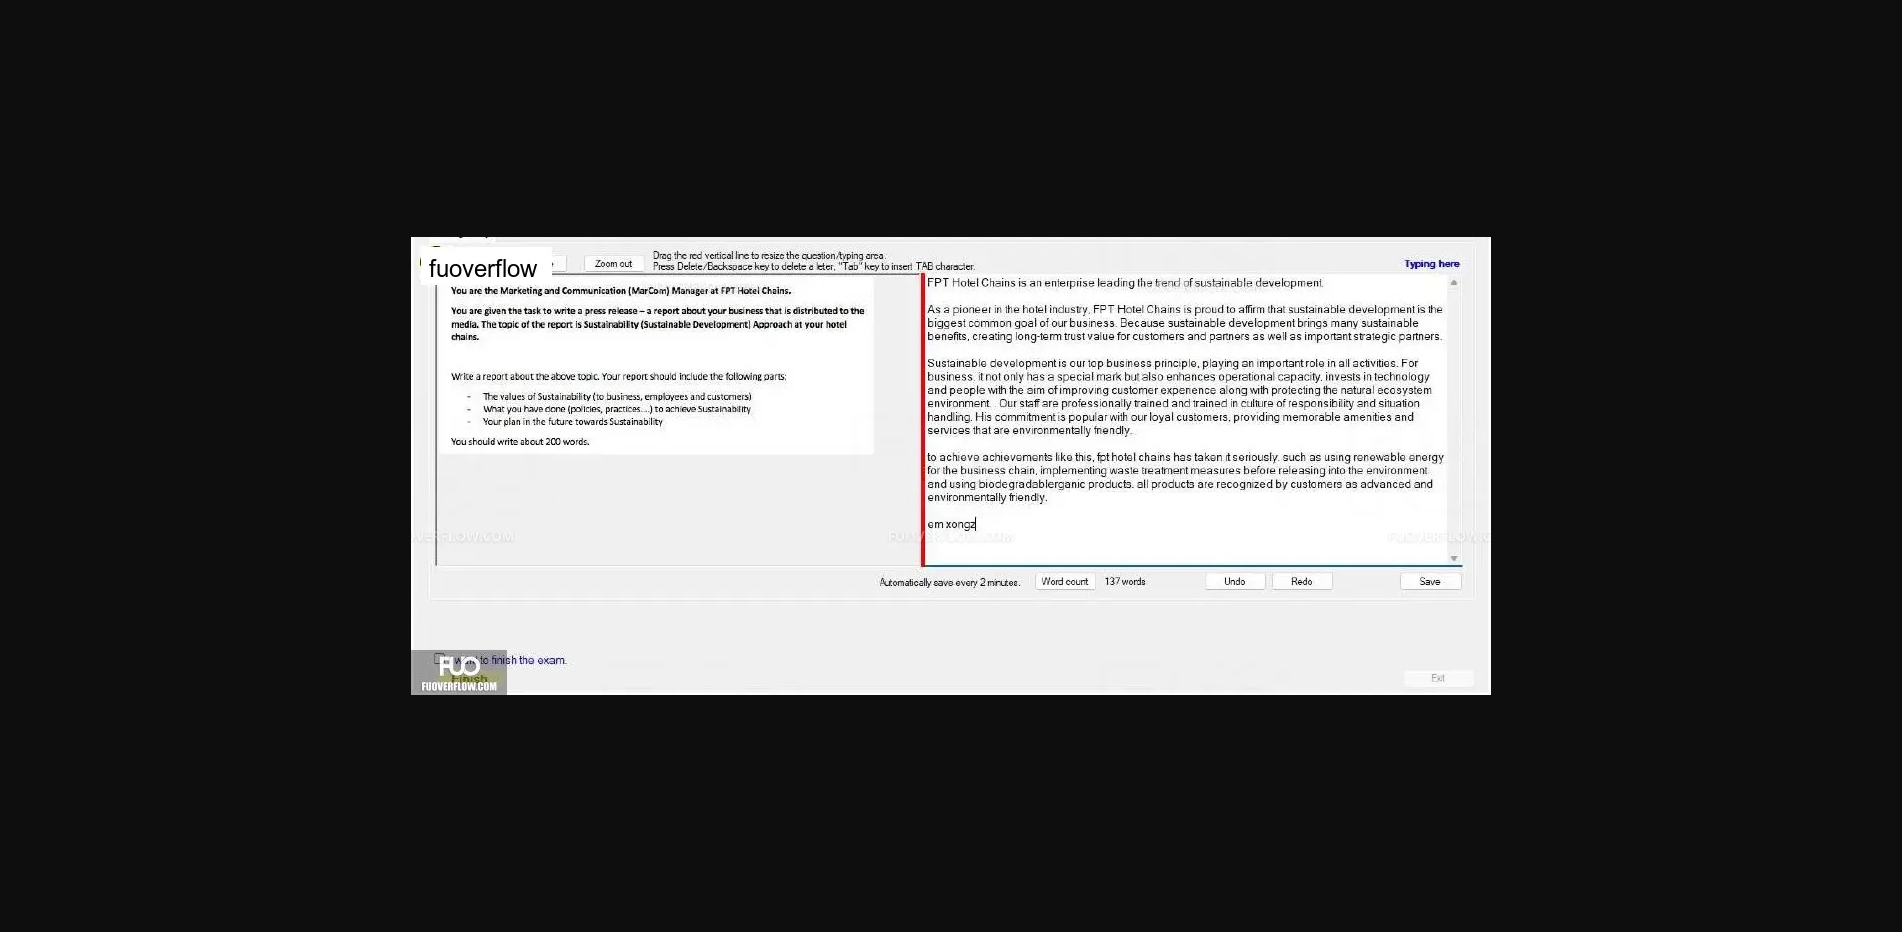 fuoverflow
Zoom out
Drag the red vertical line to resize the question/typing area.
Press Delete/Backspace key to delete a leter, "Tab" key to insert TAB character.
Typing here
You are the Marketing and Communication (MarCom) Manager at FPT Hotel Chains.
You are given the task to write a press release – a report about your business that is distributed to the
media. The topic of the report is Sustainability (Sustainable Development) Approach at your hotel
chains.
Write a report about the above topic. Your report should include the following parts:
- The values of Sustainability (to business, employees and customers)
- What you have done (policies, practices...) to achieve Sustainability
- Your plan in the future towards Sustainability
You should write about 200 words.
FPT Hotel Chains is an enterprise leading the trend of sustainable development.
As a pioneer in the hotel industry, FPT Hotel Chains is proud to affirm that sustainable development is the
biggest common goal of our business. Because sustainable development brings many sustainable
benefits, creating long-term trust value for customers and partners as well as important strategic partners.
Sustainable development is our top business principle, playing an important role in all activities. For
business, it not only has a special mark but also enhances operational capacity, invests in technology
and people with the aim of improving customer experience along with protecting the natural ecosystem
environment. . Our staff are professionally trained and trained in culture of responsibility and situation
handling. His commitment is popular with our loyal customers, providing memorable amenities and
services that are environmentally friendly.
to achieve achievements like this, fpt hotel chains has taken it seriously. such as using renewable energy
for the business chain, implementing waste treatment measures before releasing into the environment
and using biodegradablerganic products. all products are recognized by customers as advanced and
environmentally friendly.
em xongz
FUOVERFLOW.COM
Automatically save every 2 minutes.
Word count
137 words
Undo
Redo
Save
want to finish the exam.
Finish
FUO
FUOVERFLOW.COM
Exit